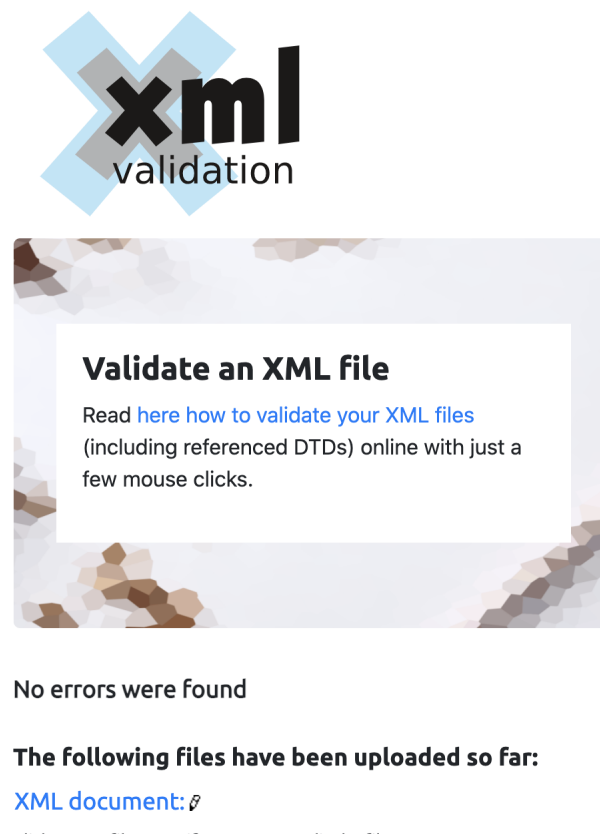 xml
validation
Validate an XML file
Read here how to validate your XML files
(including referenced DTDs) online with just a
few mouse clicks.
No errors were found
The following files have been uploaded so far:
XML document: